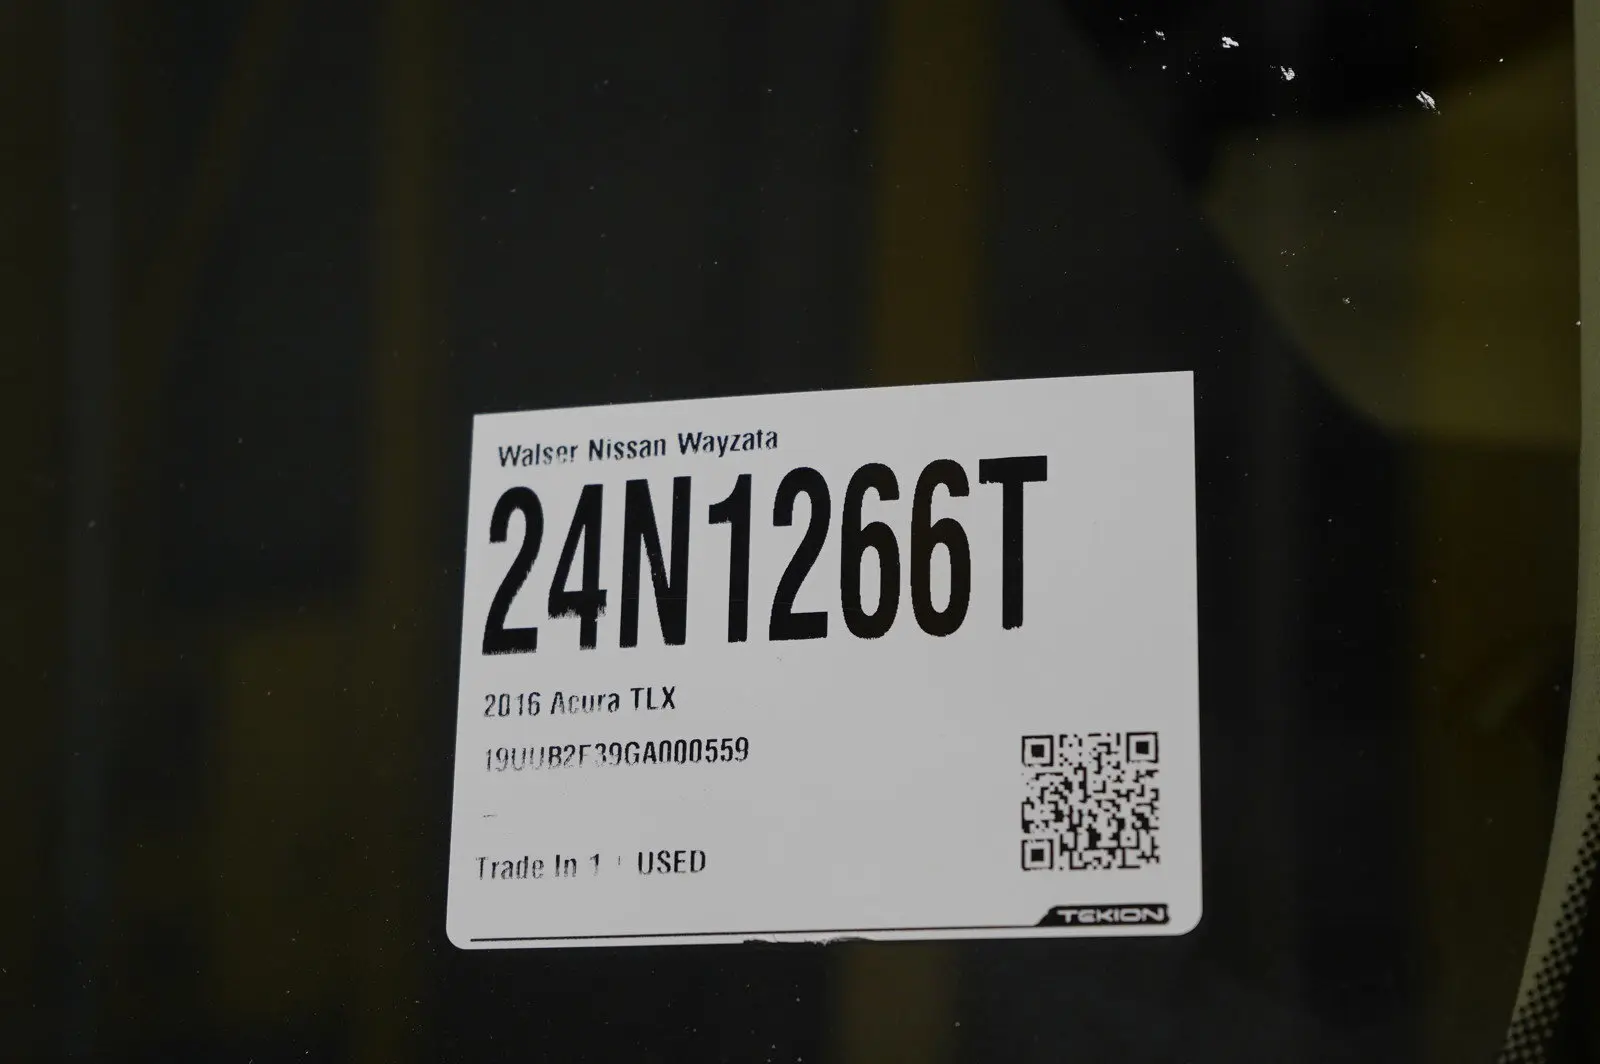 Walser Nissan Wayzata
24N1266T
2016 Acura TLX
19UUB2F39GA000559
–
Trade In 1 | USED
TEKION